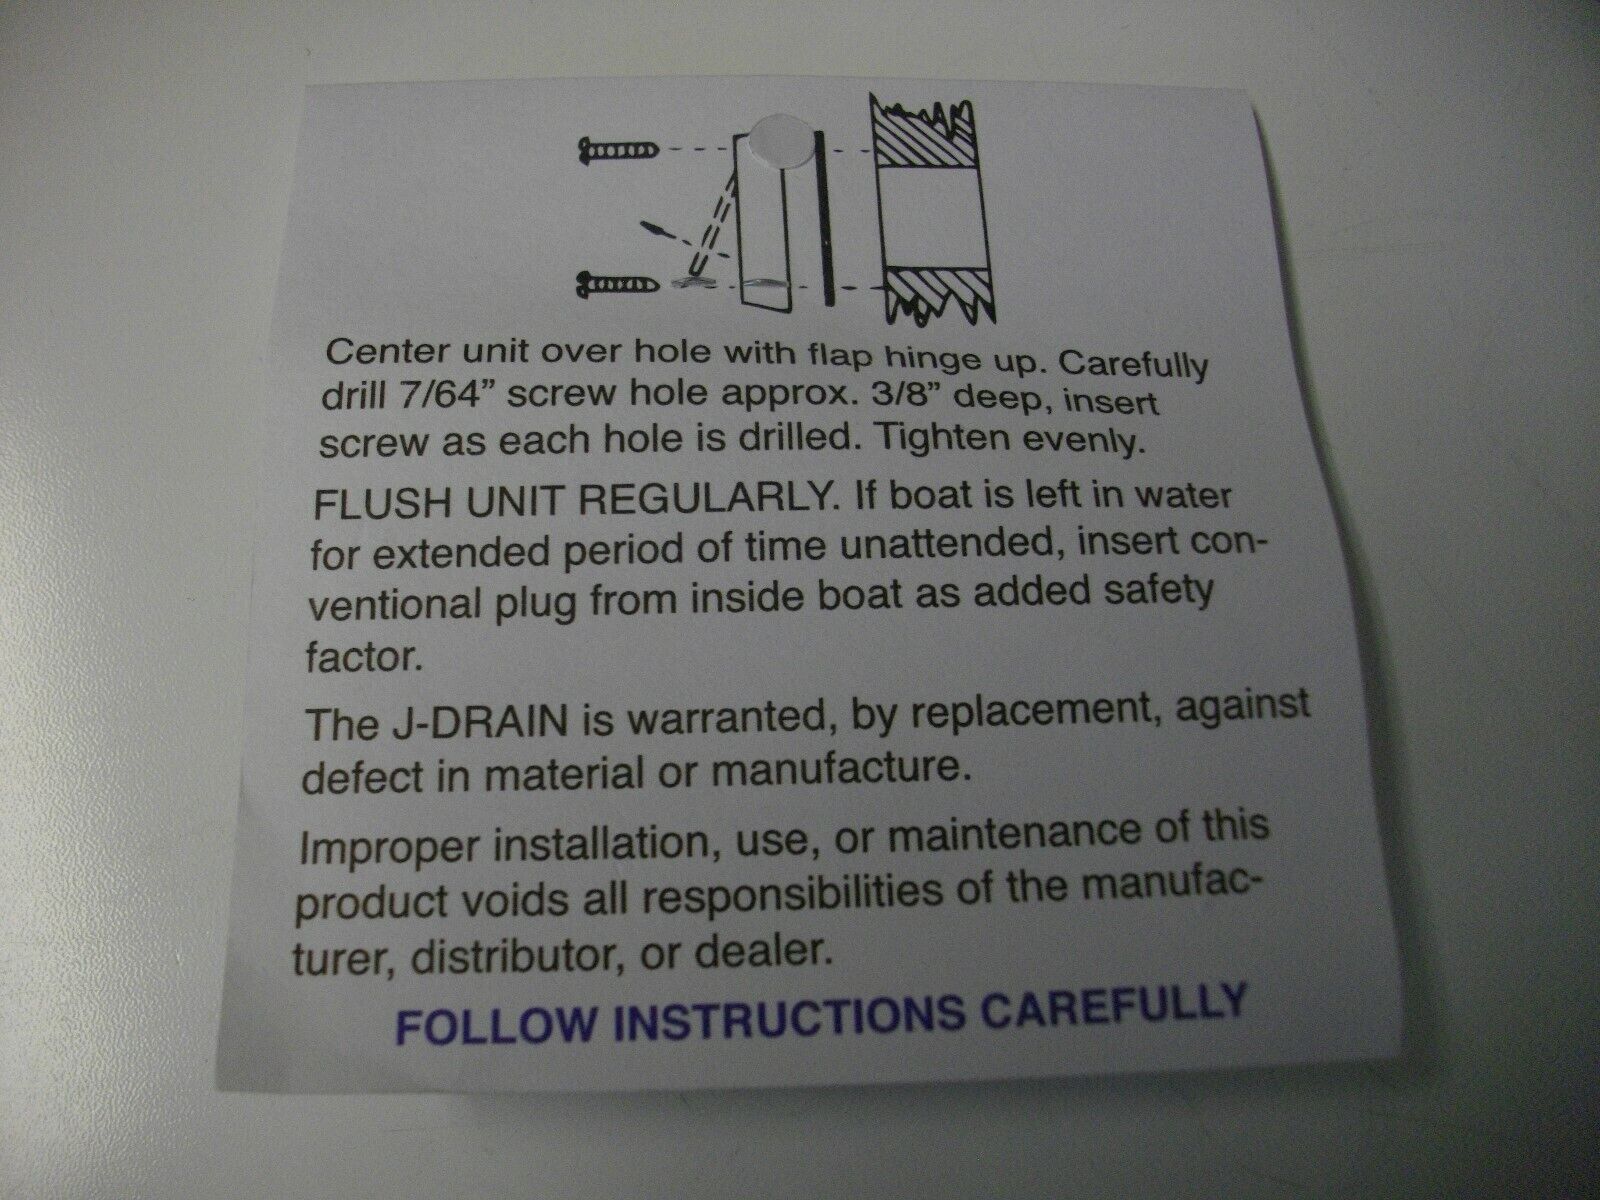 Center unit over hole with flap hinge up. Carefully
drill 7/64” screw hole approx. 3/8” deep, insert
screw as each hole is drilled. Tighten evenly.
FLUSH UNIT REGULARLY. If boat is left in water
for extended period of time unattended, insert con-
ventional plug from inside boat as added safety
factor.
The J-DRAIN is warranted, by replacement, against
defect in material or manufacture.
Improper installation, use, or maintenance of this
product voids all responsibilities of the manufac-
turer, distributor, or dealer.
FOLLOW INSTRUCTIONS CAREFULLY